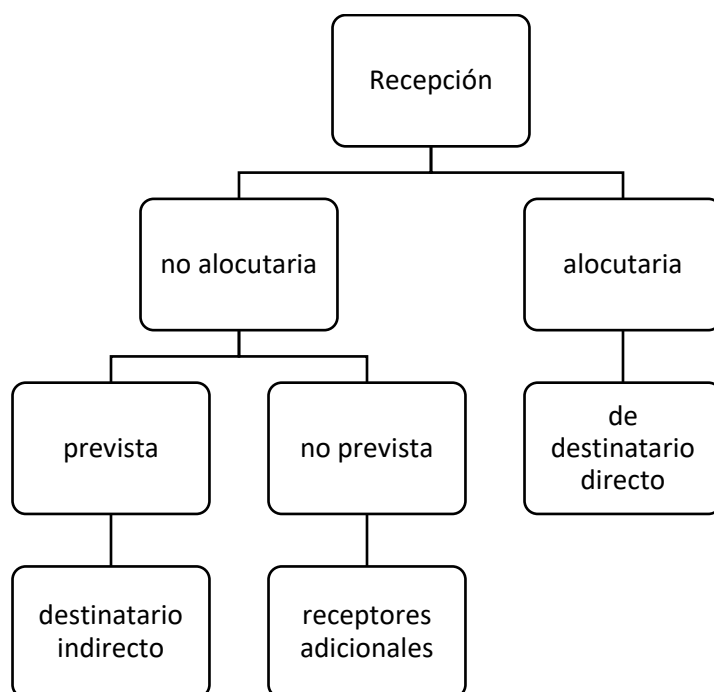 Recepción
no alocutaria
alocutaria
prevista
no prevista
de
destinatario
directo
destinatario
indirecto
receptores
adicionales